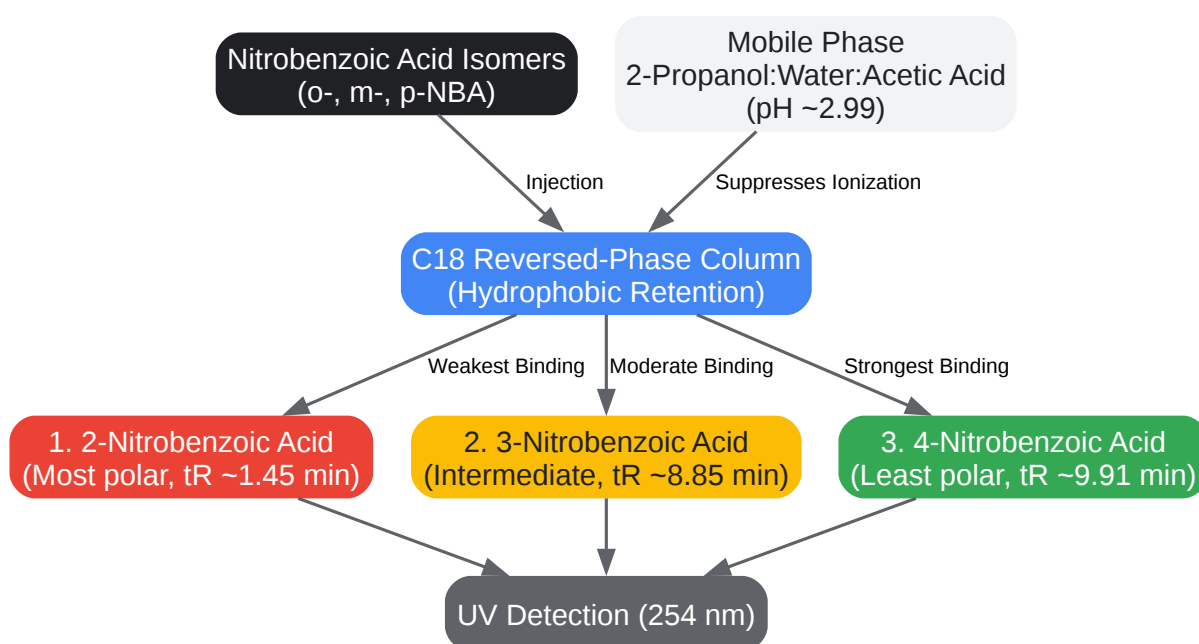 Nitrobenzoic Acid Isomers
(o-, m-, p-NBA)
Mobile Phase
2-Propanol:Water:Acetic Acid
(pH ~2.99)
Injection
Suppresses Ionization
C18 Reversed-Phase Column
(Hydrophobic Retention)
Weakest Binding
Moderate Binding
Strongest Binding
1. 2-Nitrobenzoic Acid
(Most polar, tR ~1.45 min)
2. 3-Nitrobenzoic Acid
(Intermediate, tR ~8.85 min)
3. 4-Nitrobenzoic Acid
(Least polar, tR ~9.91 min)
UV Detection (254 nm)